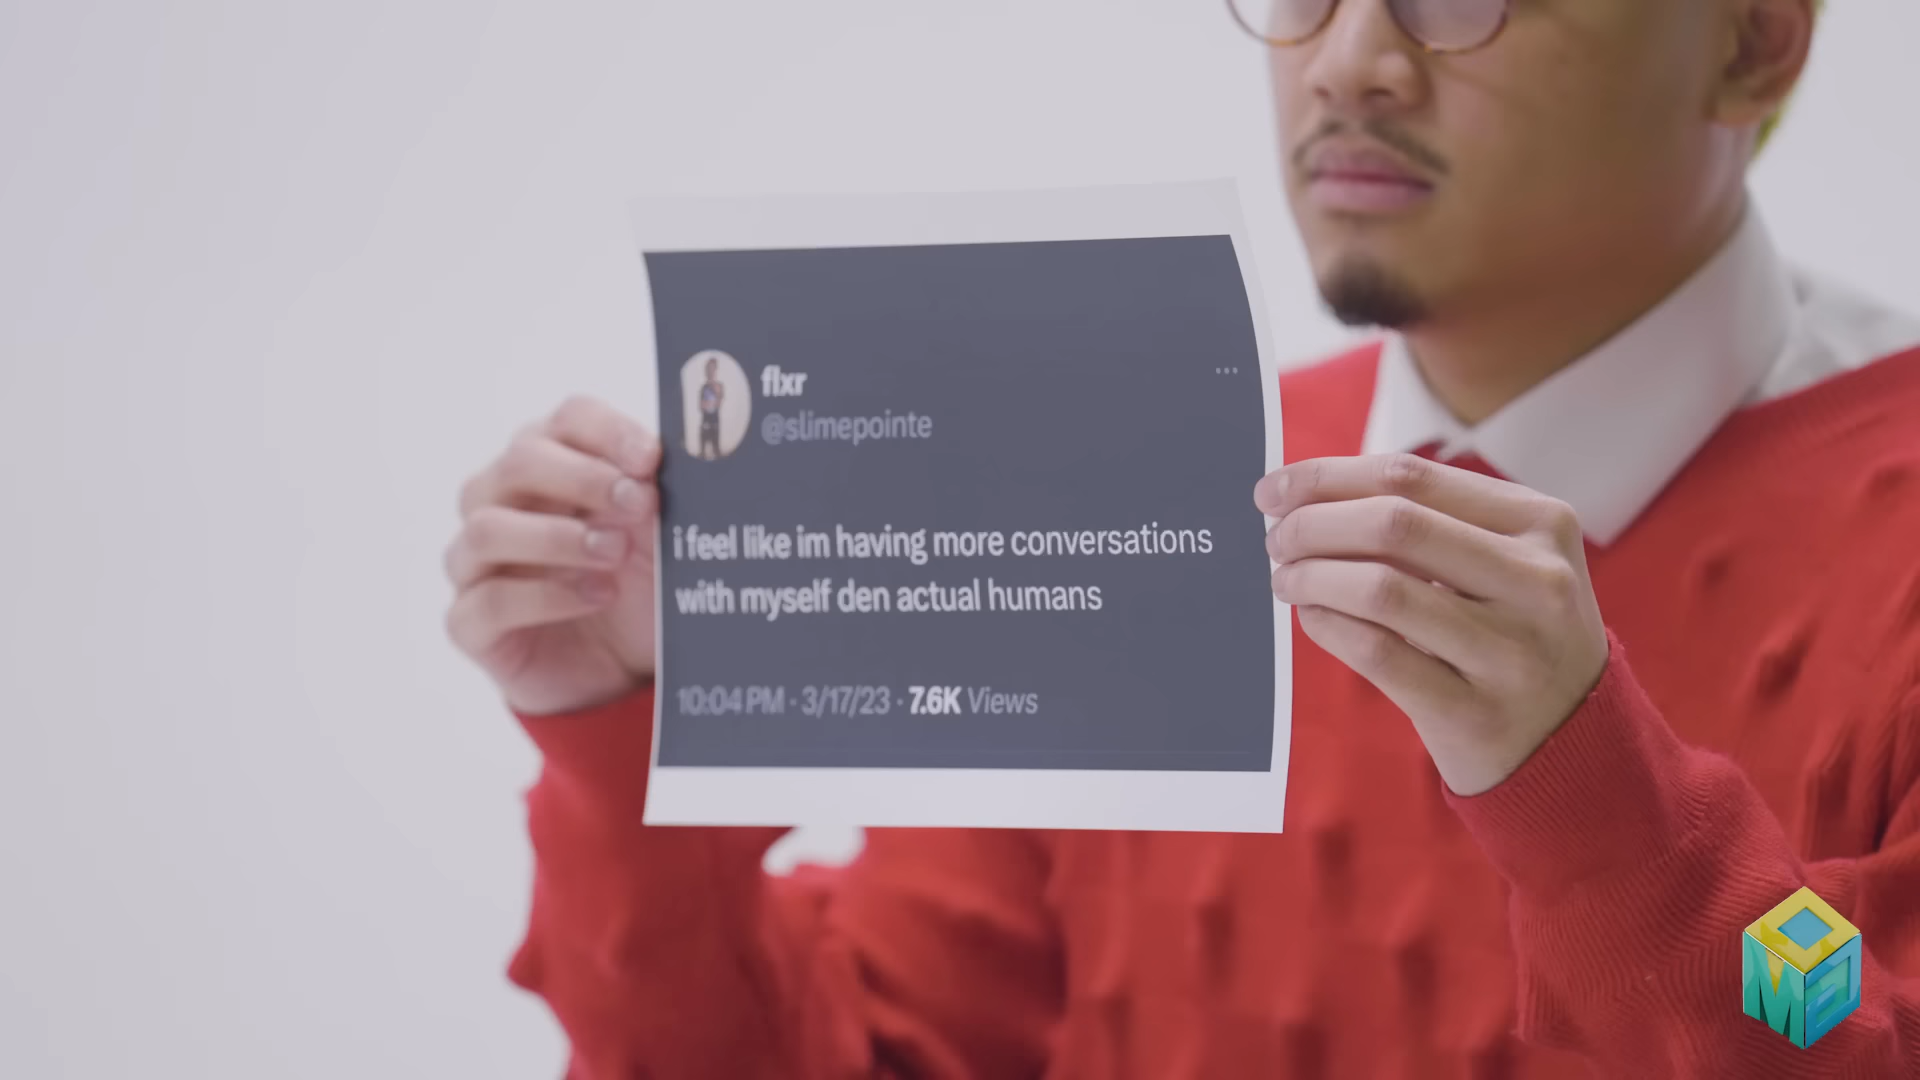 flxr
...
@slimepointe
i feel like im having more conversations
with myself den actual humans
10:04 PM · 3/17/23 · 7.6K Views